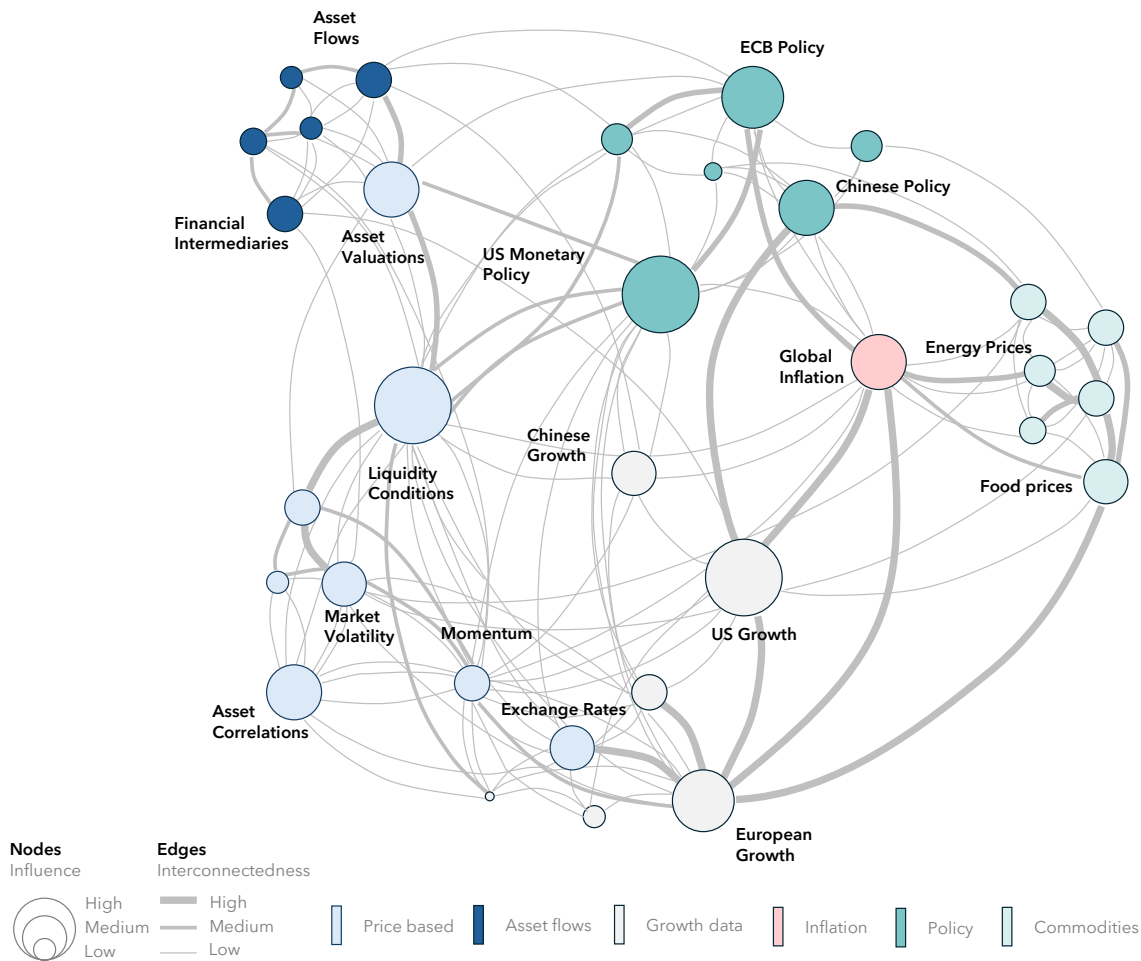 Asset
Flows
ECB Policy
Chinese Policy
Financial
Intermediaries
Asset
Valuations
US Monetary
Policy
Global
Inflation
Energy Prices
Chinese
Growth
Liquidity
Conditions
Food prices
Market
Volatility
Momentum
US Growth
Asset
Correlations
Exchange Rates
European
Growth
Nodes
Influence
High
Medium
Low
Edges
Interconnectedness
High
Medium
Low
Price based
Asset flows
Growth data
Inflation
Policy
Commodities